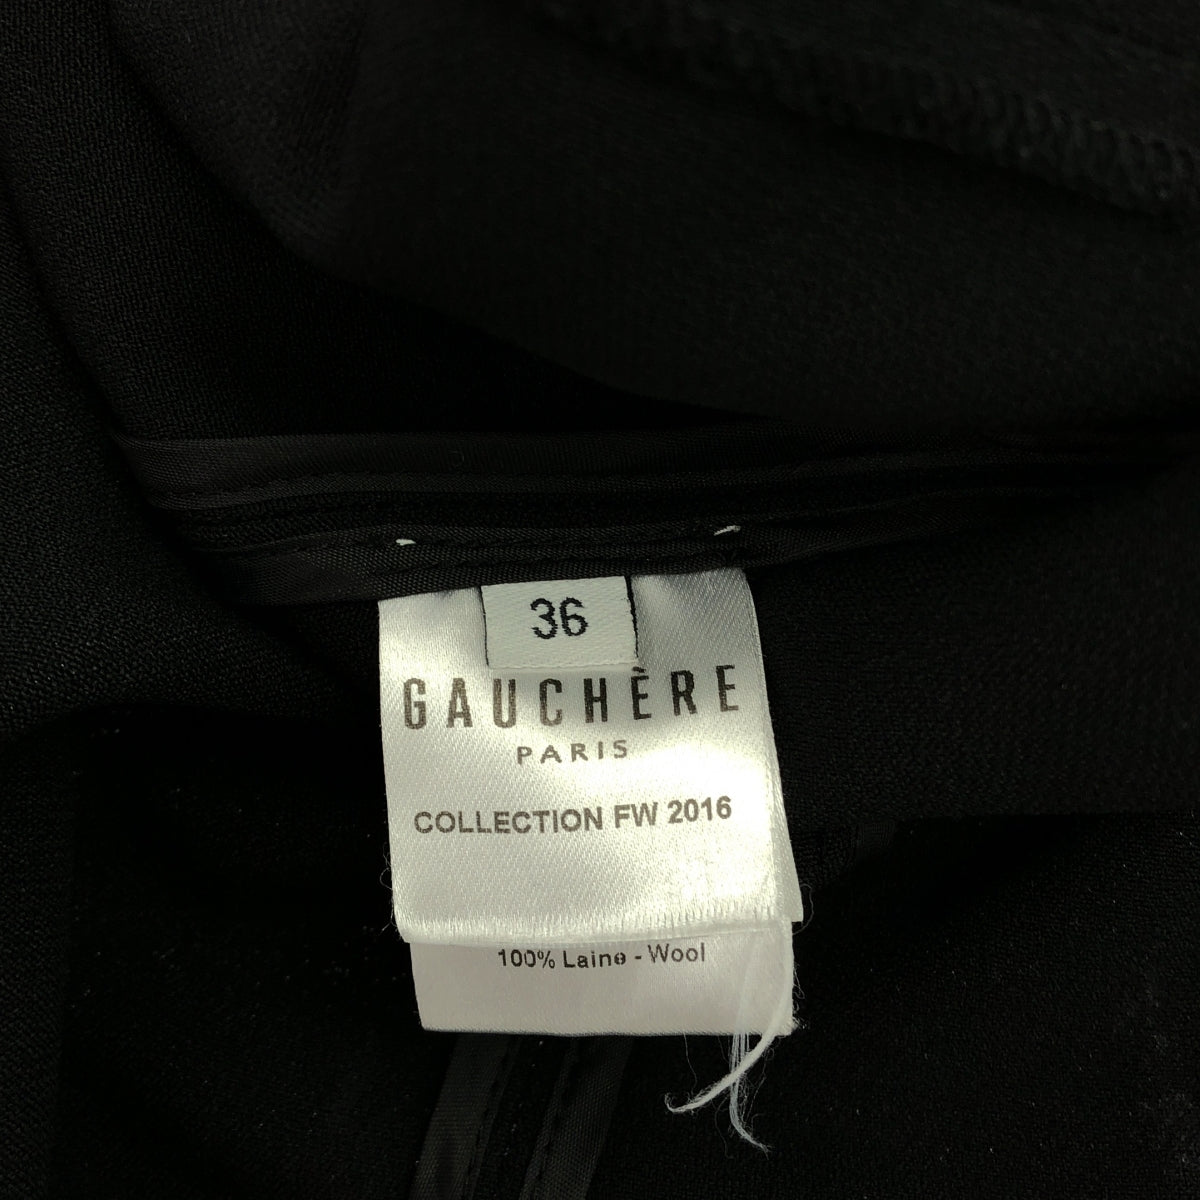 36
GAUCHÈRE
PARIS
COLLECTION FW 2016
100% Laine - Wool